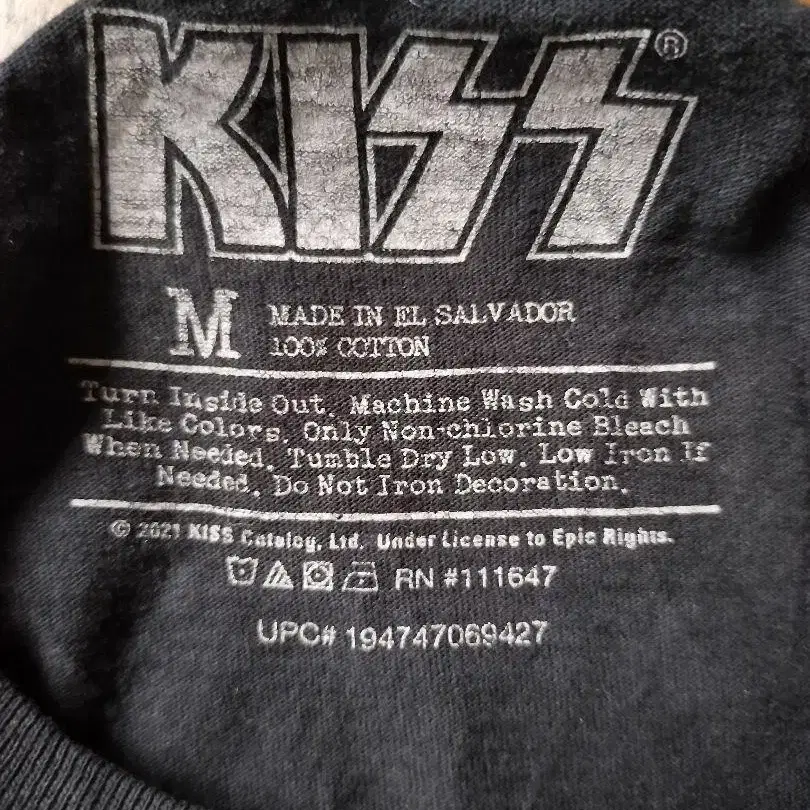 KISS®
M MADE IN EL SALVADOR
100% COTTON
Turn Inside Out. Machine Wash Cold With
Like Colors. Only Non-chlorine Bleach
When Needed. Tumble Dry Low. Low Iron If
Needed. Do Not Iron Decoration.
© 2021 KISS Catalog, Ltd. Under License to Epic Rights.
RN #111647
UPC# 194747069427